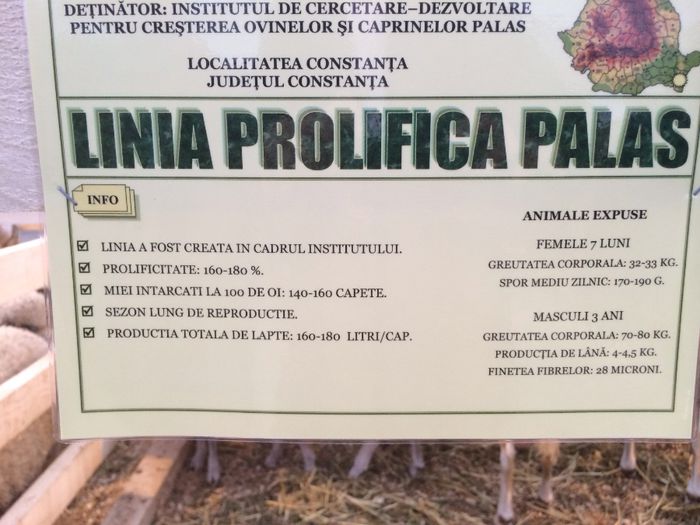 DEȚINĂTOR: INSTITUTUL DE CERCETARE–DEZVOLTARE
PENTRU CREȘTEREA OVINELOR ȘI CAPRINELOR PALAS
LOCALITATEA CONSTANȚA
JUDEȚUL CONSTANȚA
LINIA PROLIFICA PALAS
INFO
LINIA A FOST CREATA IN CADRUL INSTITUTULUI.
PROLIFICITATE: 160-180 %.
MIEI INTARCATI LA 100 DE OI: 140-160 CAPETE.
SEZON LUNG DE REPRODUCTIE.
PRODUCTIA TOTALA DE LAPTE: 160-180 LITRI/CAP.
ANIMALE EXPUSE
FEMELE 7 LUNI
GREUTATEA CORPORALA: 32-33 KG.
SPOR MEDIU ZILNIC: 170-190 G.
MASCULI 3 ANI
GREUTATEA CORPORALA: 70-80 KG.
PRODUCȚIA DE LÂNĂ: 4-4,5 KG.
FINETEA FIBRELOR: 28 MICRONI.